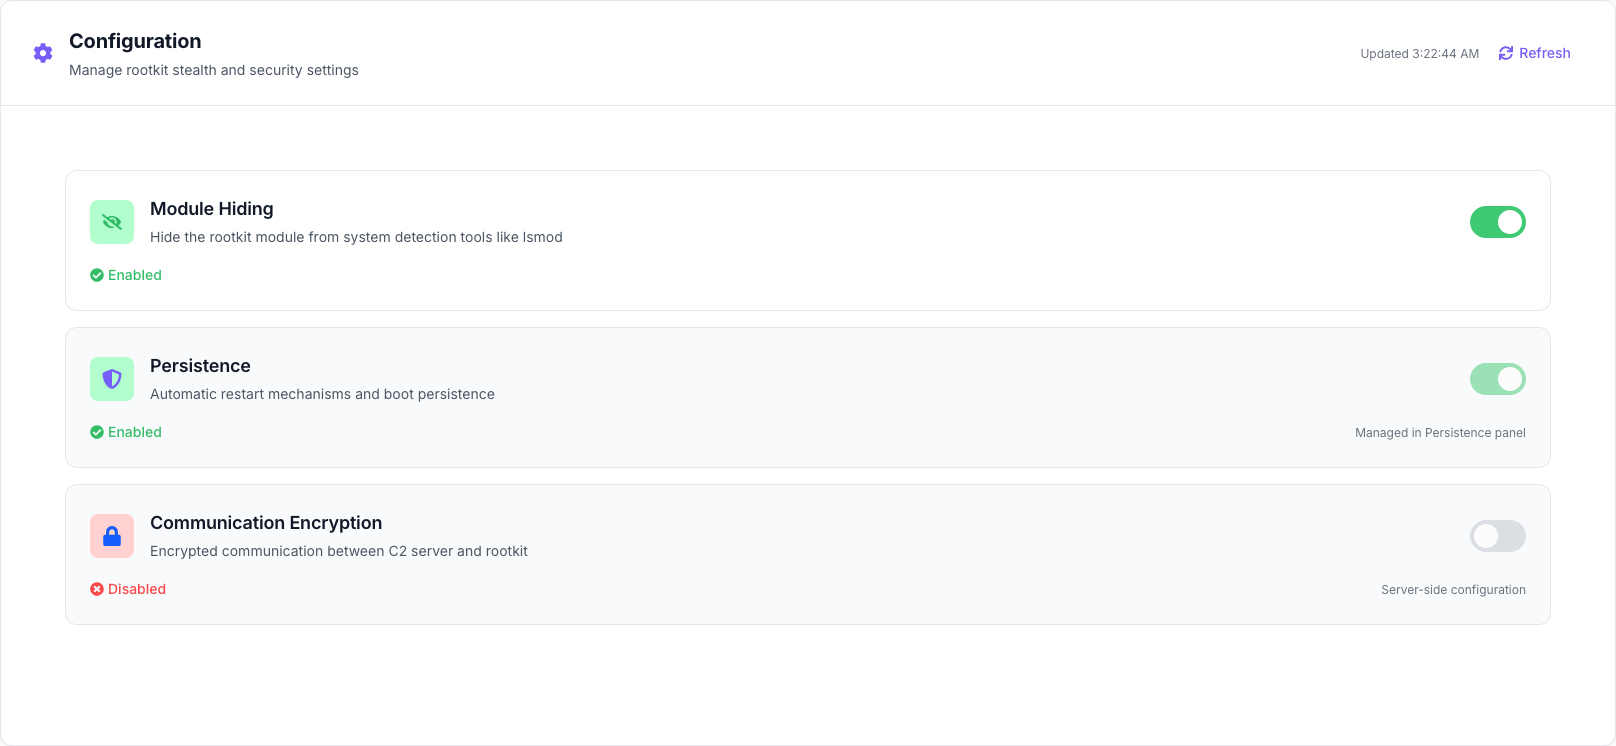 Configuration
Manage rootkit stealth and security settings
Updated 3:22:44 AM
Refresh
Module Hiding
Hide the rootkit module from system detection tools like lsmod
Enabled
Persistence
Automatic restart mechanisms and boot persistence
Enabled
Managed in Persistence panel
Communication Encryption
Encrypted communication between C2 server and rootkit
Disabled
Server-side configuration